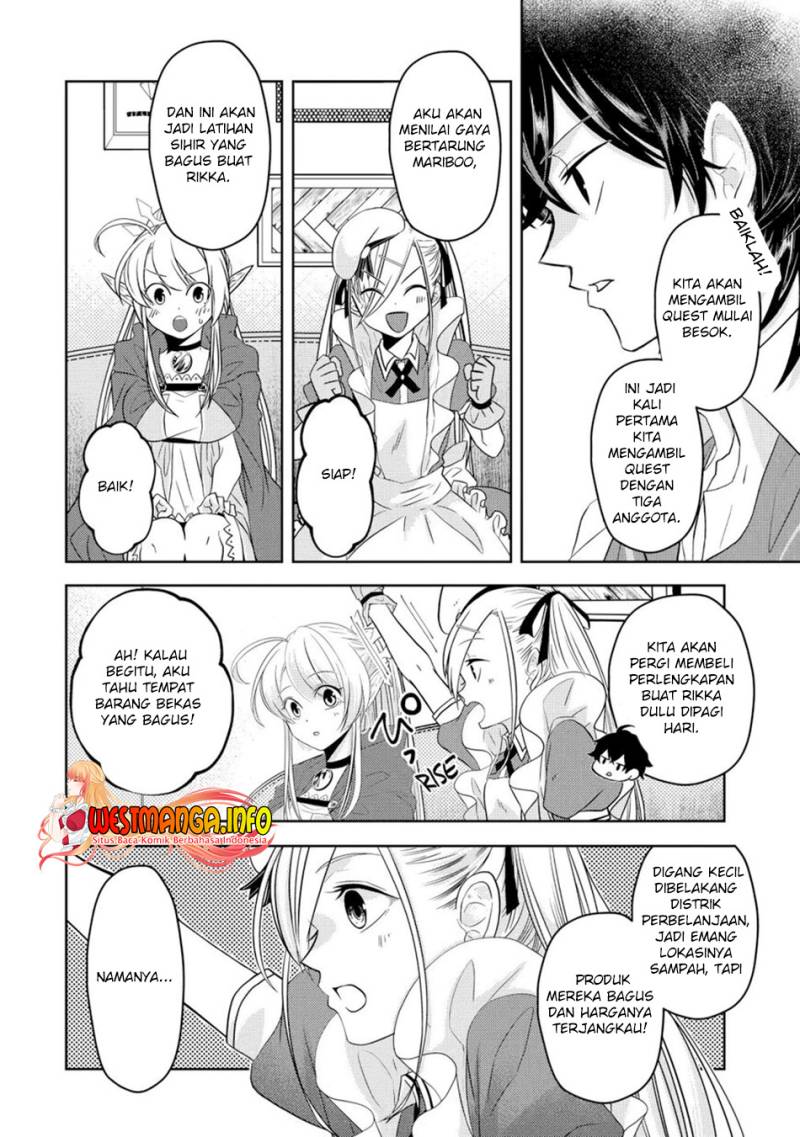 BAIKLAH!
KITA AKAN
MENGAMBIL
QUEST MULAI
BESOK.
INI JADI
KALI
PERTAMA
KITA
MENGAMBIL
QUEST
DENGAN
TIGA
ANGGOTA.
AKU AKAN
MENILAI GAYA
BERTARUNG
MARIBOO,
SIAP!
DAN INI AKAN
JADI LATIHAN
SIHIR YANG
BAGUS BUAT
RIKKA.
BAIK!
KITA AKAN
PERGI MEMBELI
PERLENGKAPAN
BUAT RIKKA
DULU DIPAGI
HARI.
RISE
AH! KALAU
BEGITU, AKU
TAHU TEMPAT
BARANG BEKAS
YANG BAGUS!
WESTMANGA.INFO
Situs Baca Komik Berbahasa Indonesia
DIGANG KECIL
DIBELAKANG
DISTRIK
PERBELANJAAN,
JADI EMANG
LOKASINYA
SAMPAH, TAPI
PRODUK
MEREKA BAGUS
DAN HARGANYA
TERJANGKAU!
NAMANYA...